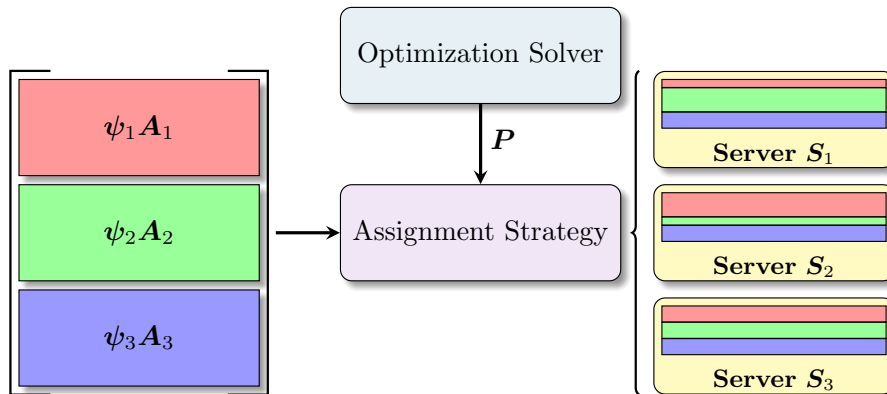 Optimization Solver
ψ₁A₁
P
Server S₁
ψ₂A₂
Assignment Strategy
Server S₂
ψ₃A₃
Server S₃